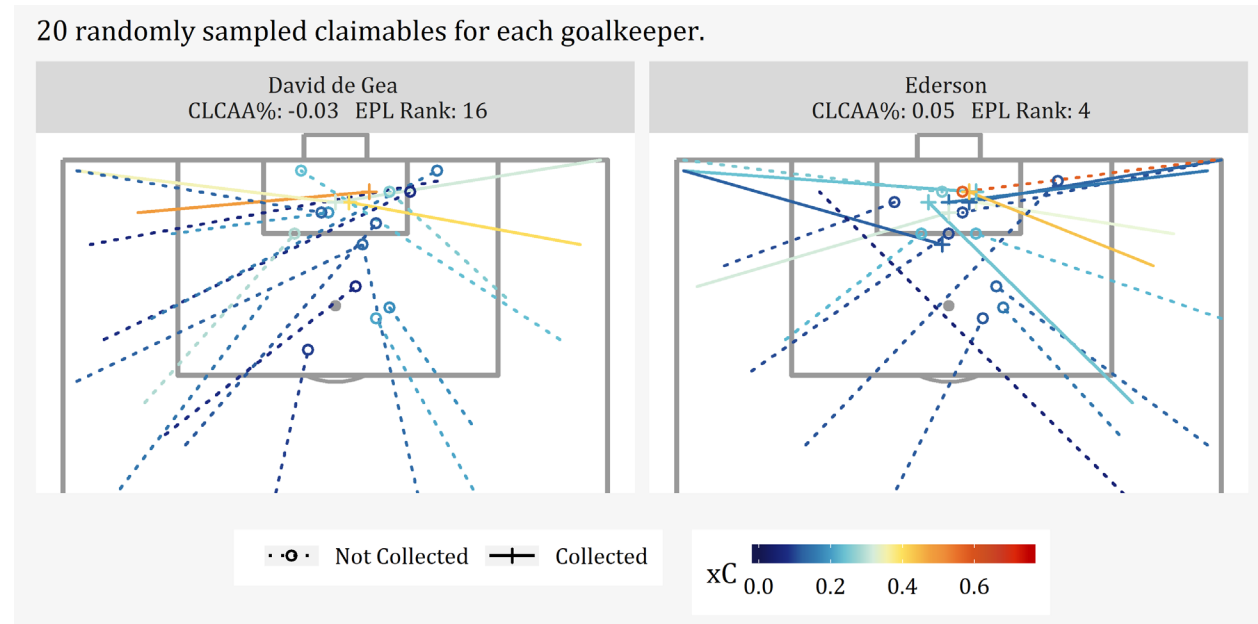 20 randomly sampled claimables for each goalkeeper.
David de Gea
CLCAA%: -0.03 EPL Rank: 16
Ederson
CLCAA%: 0.05 EPL Rank: 4
Not Collected
Collected
xC
0.0 0.2 0.4 0.6